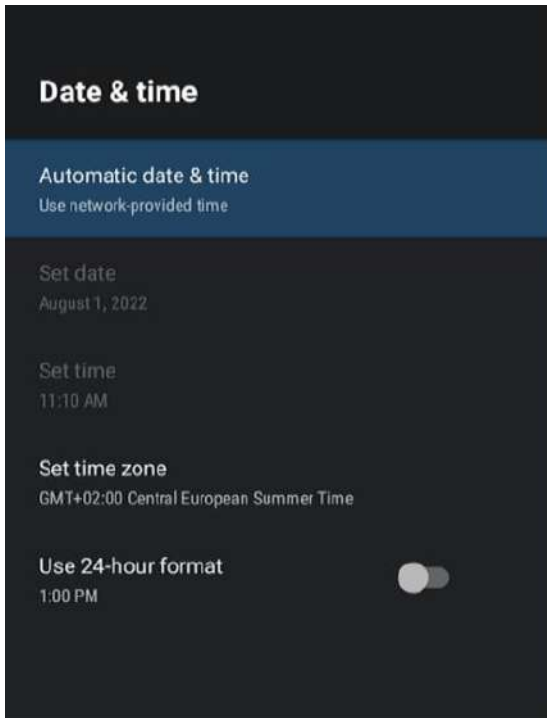 Date & time
Automatic date & time
Use network-provided time
Set date
August 1, 2022
Set time
11:10 AM
Set time zone
GMT+02:00 Central European Summer Time
Use 24-hour format
1:00 PM